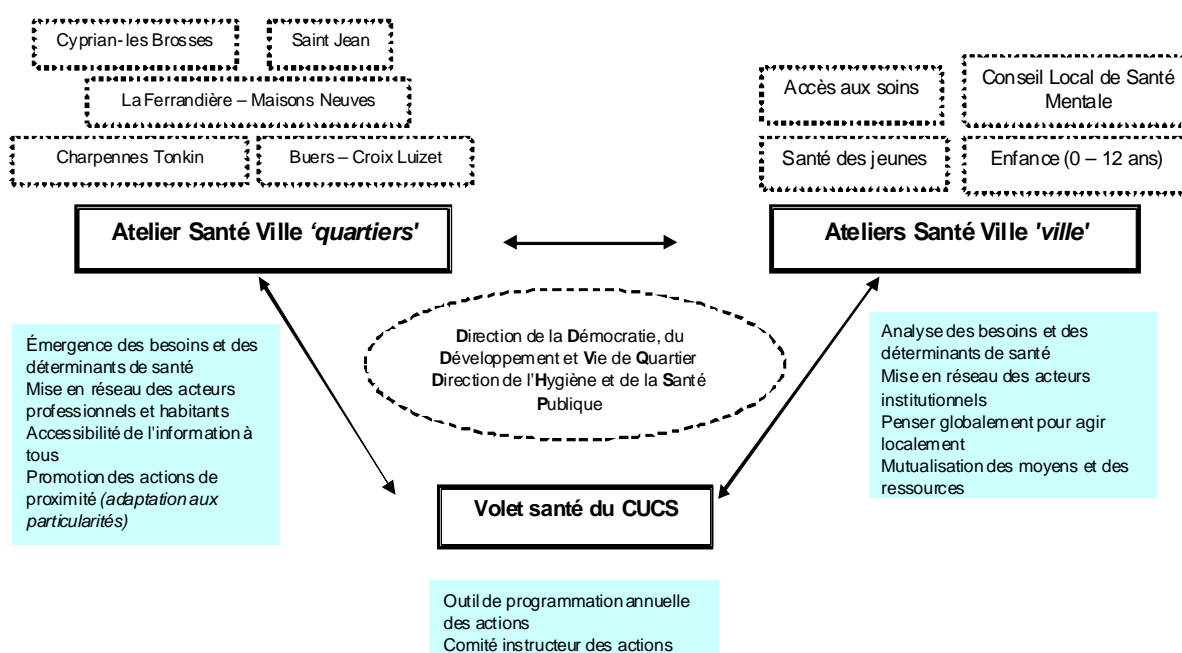 Cyprian-les Brosses
Saint Jean
La Ferrandière – Maisons Neuves
Charpennes Tonkin
Buers – Croix Luizet
Accès aux soins
Conseil Local de Santé
Mentale
Santé des jeunes
Enfance (0 – 12 ans)
Atelier Santé Ville ‘quartiers'
Ateliers Santé Ville 'ville'
Direction de la Démocratie, du
Développement et Vie de Quartier
Direction de l’Hygiène et de la Santé
Publique
Émergence des besoins et des
déterminants de santé
Mise en réseau des acteurs
professionnels et habitants
Accessibilité de l’information à
tous
Promotion des actions de
proximité (adaptation aux
particularités)
Analyse des besoins et des
déterminants de santé
Mise en réseau des acteurs
institutionnels
Penser globalement pour agir
localement
Mutualisation des moyens et des
ressources
Volet santé du CUCS
Outil de programmation annuelle
des actions
Comité instructeur des actions